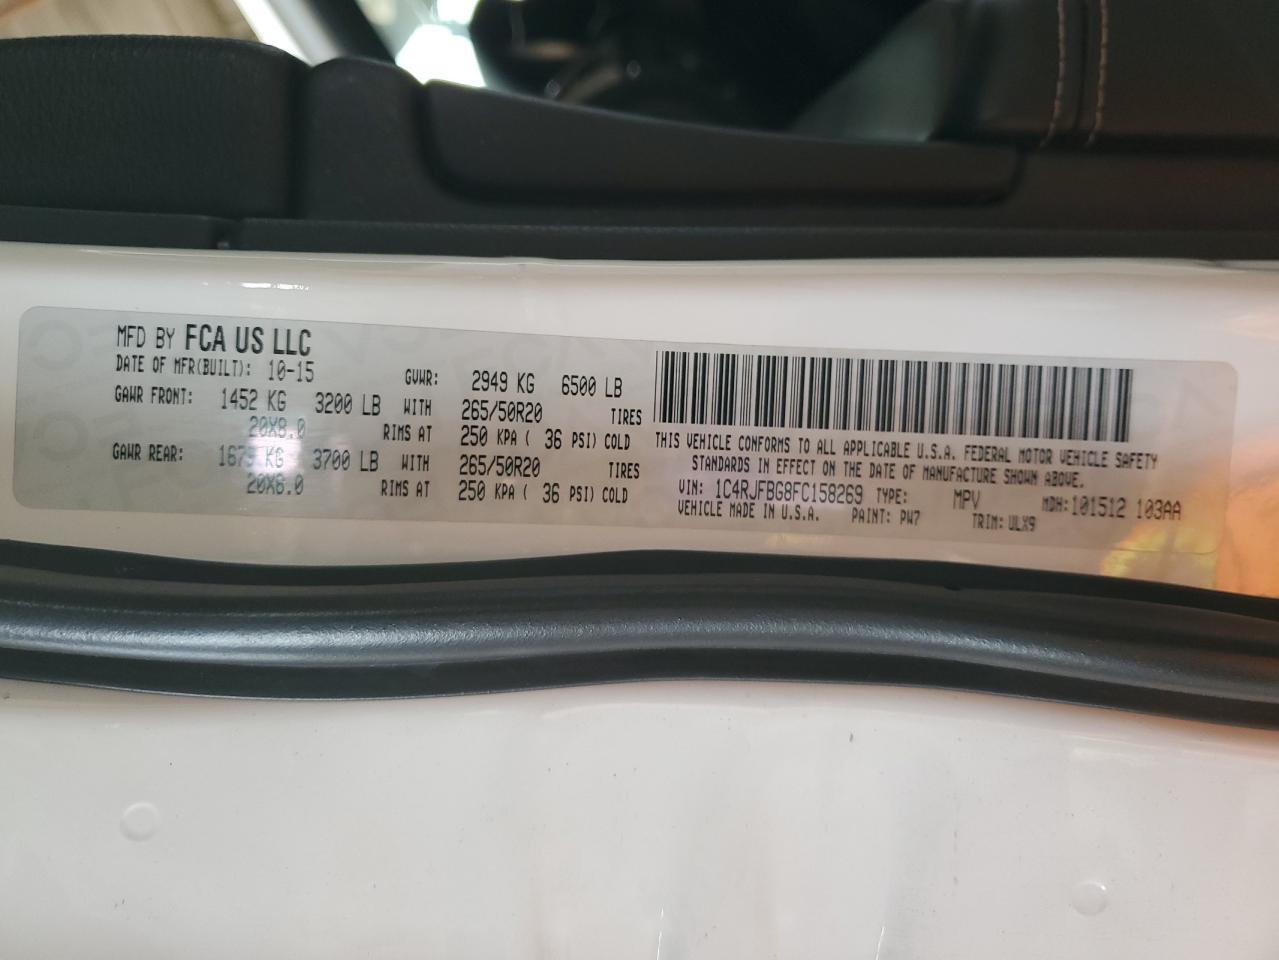 MFD BY FCA US LLC
DATE OF MFR(BUILT): 10-15 GVWR: 2949 KG 6500 LB
GAWR FRONT: 1452 KG 3200 LB WITH 265/50R20 TIRES
20X8.0 RIMS AT 250 KPA ( 36 PSI) COLD
GAWR REAR: KG 3700 LB WITH 265/50R20 TIRES
20X8.0 RIMS AT 250 KPA ( 36 PSI) COLD
THIS VEHICLE CONFORMS TO ALL APPLICABLE U.S.A. FEDERAL MOTOR VEHICLE SAFETY
STANDARDS IN EFFECT ON THE DATE OF MANUFACTURE SHOWN ABOVE.
VIN: 1C4RJFBG8FC158269 TYPE: MPV MDH:101512 103AA
VEHICLE MADE IN U.S.A. PAINT: PW7 TRIM: ULX9